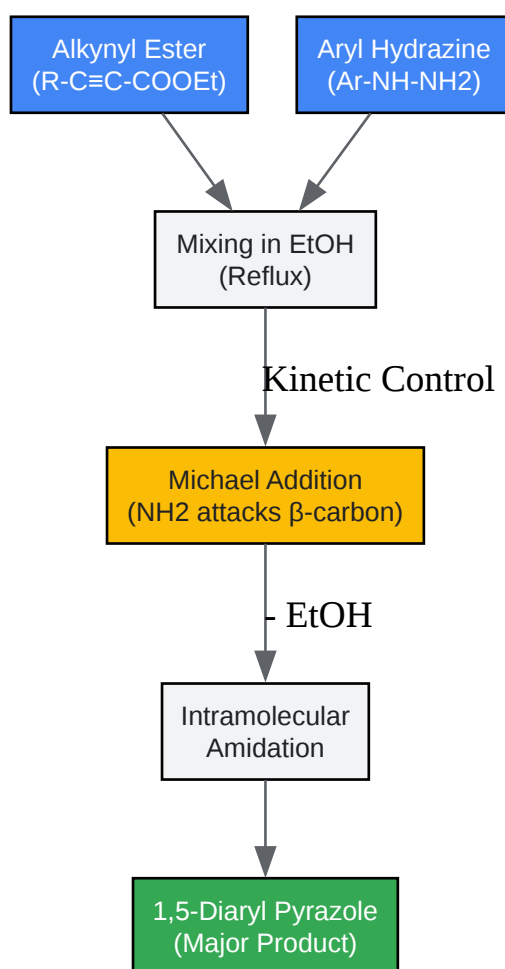 Alkynyl Ester
(R-C≡C-COOEt)
Aryl Hydrazine
(Ar-NH-NH2)
Mixing in EtOH
(Reflux)
Kinetic Control
Michael Addition
(NH2 attacks β-carbon)
- EtOH
Intramolecular
Amidation
1,5-Diaryl Pyrazole
(Major Product)